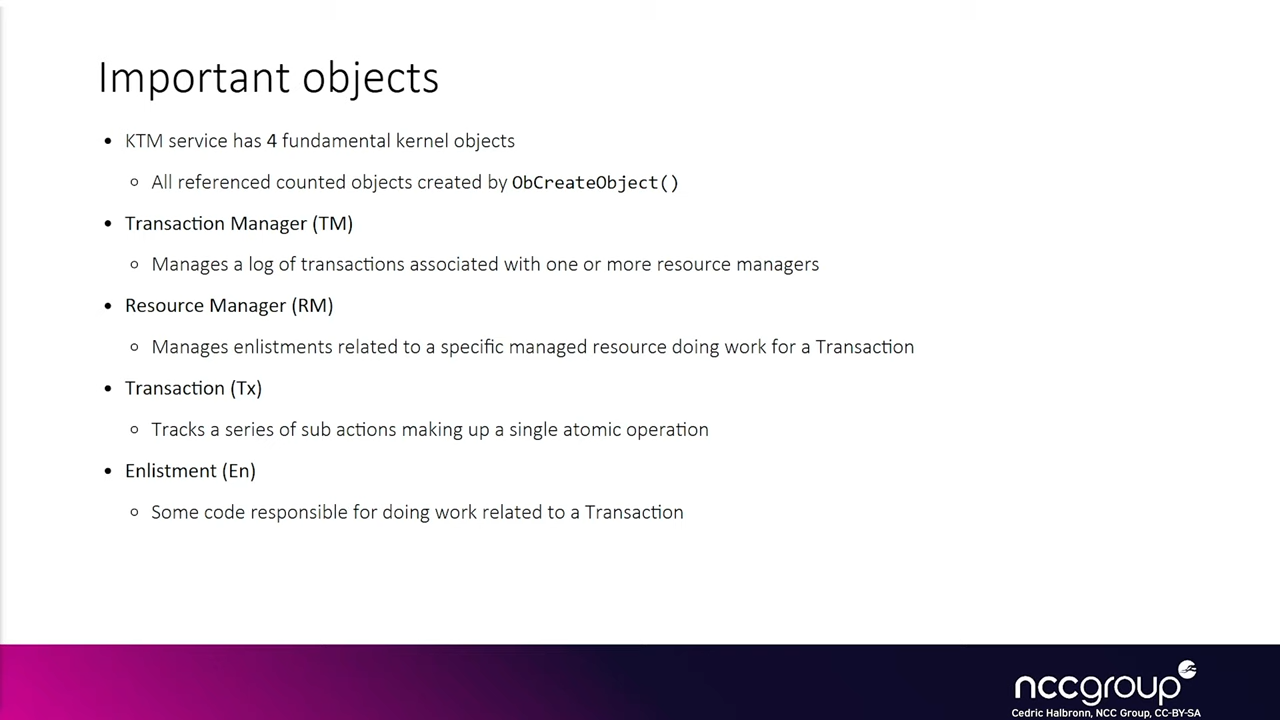 Important objects
• KTM service has 4 fundamental kernel objects
○ All referenced counted objects created by ObCreateObject()
• Transaction Manager (TM)
○ Manages a log of transactions associated with one or more resource managers
• Resource Manager (RM)
○ Manages enlistments related to a specific managed resource doing work for a Transaction
• Transaction (Tx)
○ Tracks a series of sub actions making up a single atomic operation
• Enlistment (En)
○ Some code responsible for doing work related to a Transaction
nccgroup
Cedric Halbronn, NCC Group, CC-BY-SA